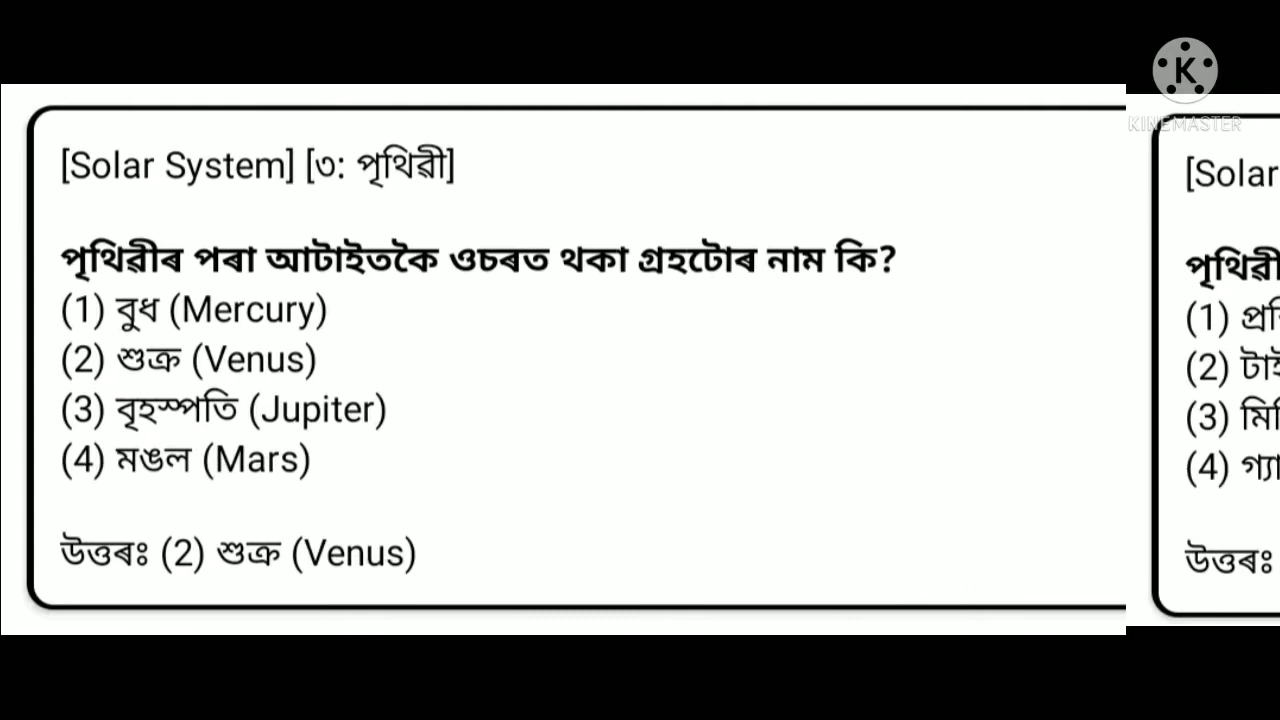 [Solar System] [৩: পৃথিৱী]
পৃথিৱীৰ পৰা আটাইতকৈ ওচৰত থকা গ্ৰহটোৰ নাম কি?
(1) বুধ (Mercury)
(2) শুক্ৰ (Venus)
(3) বৃহস্পতি (Jupiter)
(4) মঙল (Mars)
উত্তৰঃ (2) শুক্ৰ (Venus)
K
KINEMASTER
[Solar
পৃথিৱী
(1)
(2)
(3)
(4)
উত্তৰঃ